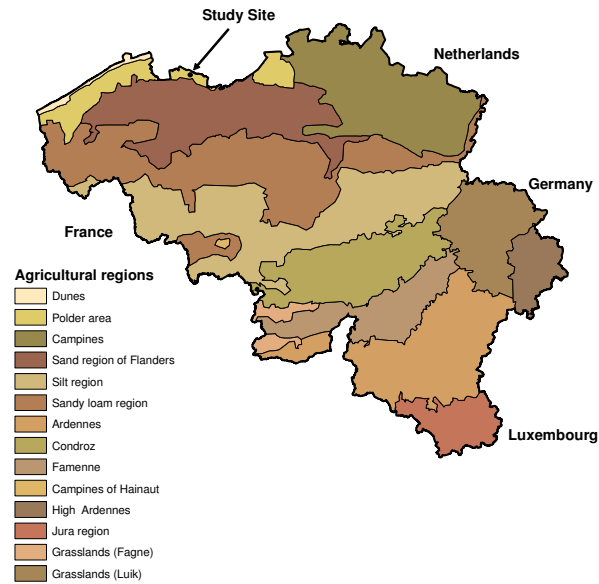 Study Site
Netherlands
Germany
France
Agricultural regions
Dunes
Polder area
Campines
Sand region of Flanders
Silt region
Sandy loam region
Ardennes
Condroz
Famenne
Campines of Hainaut
High Ardennes
Jura region
Grasslands (Fagne)
Grasslands (Luik)
Luxembourg